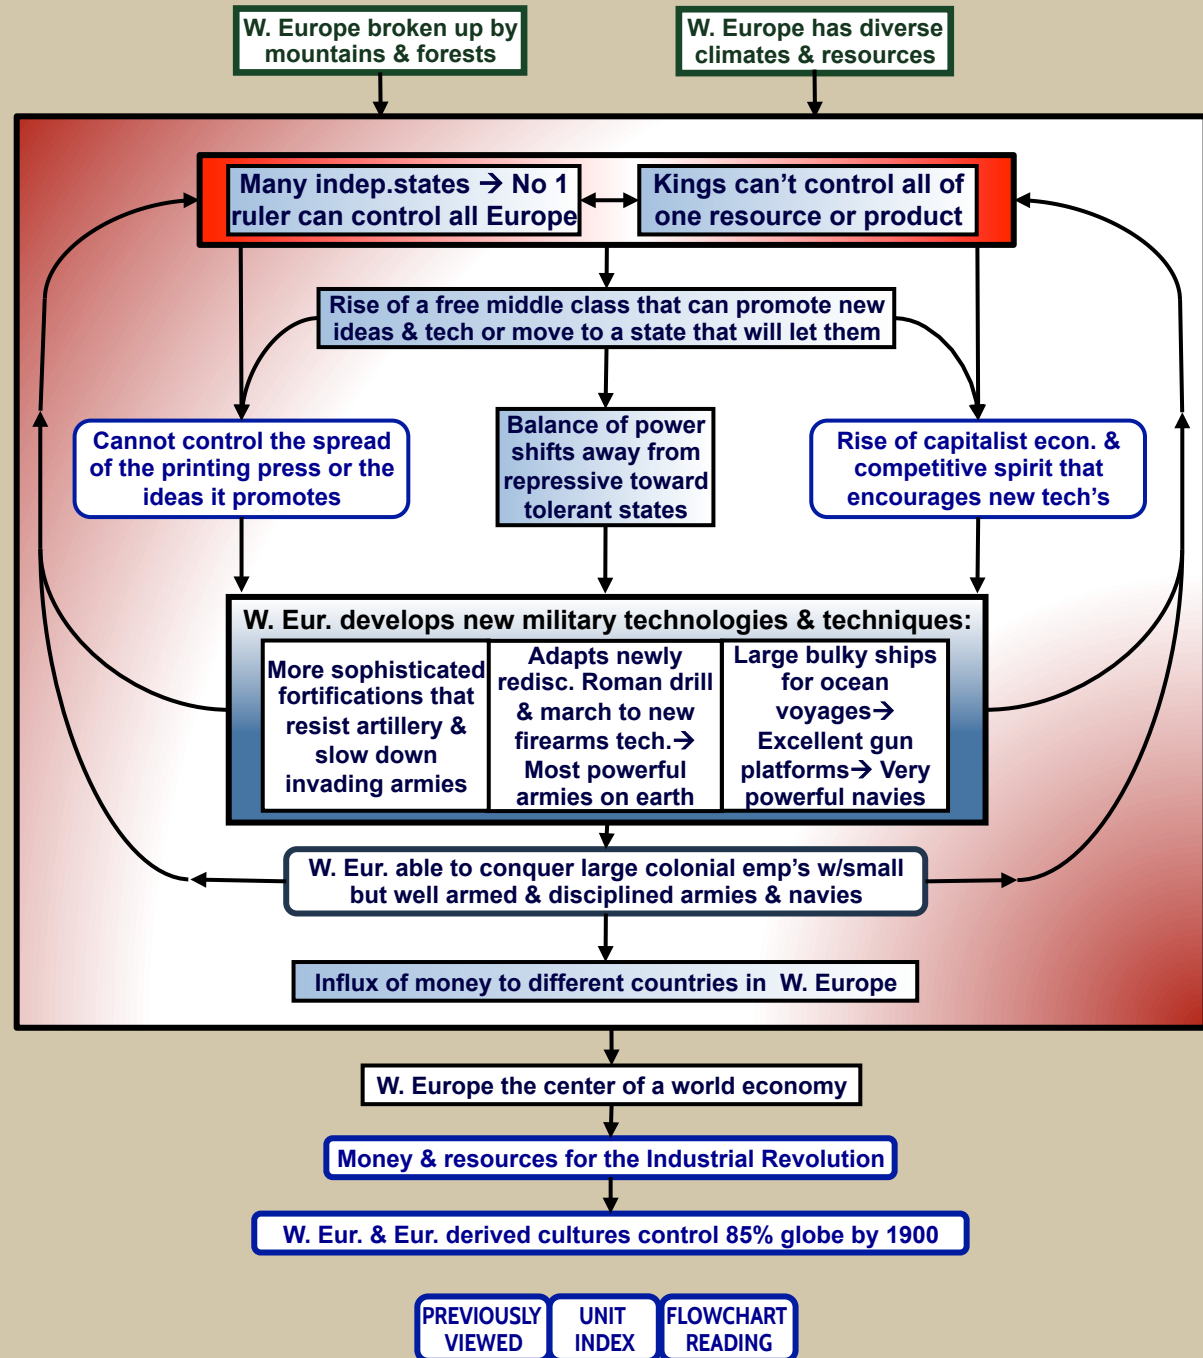 W. Europe broken up by
mountains & forests
W. Europe has diverse
climates & resources
Many indep.states → No 1
ruler can control all Europe
Kings can’t control all of
one resource or product
Rise of a free middle class that can promote new
ideas & tech or move to a state that will let them
Cannot control the spread
of the printing press or the
ideas it promotes
Balance of power
shifts away from
repressive toward
tolerant states
Rise of capitalist econ. &
competitive spirit that
encourages new tech’s
W. Eur. develops new military technologies & techniques:
More sophisticated
fortifications that
resist artillery &
slow down
invading armies
Adapts newly
redisc. Roman drill
& march to new
firearms tech.→
Most powerful
armies on earth
Large bulky ships
for ocean
voyages→
Excellent gun
platforms→ Very
powerful navies
W. Eur. able to conquer large colonial emp’s w/small
but well armed & disciplined armies & navies
Influx of money to different countries in W. Europe
W. Europe the center of a world economy
Money & resources for the Industrial Revolution
W. Eur. & Eur. derived cultures control 85% globe by 1900
PREVIOUSLY
VIEWED
UNIT
INDEX
FLOWCHART
READING